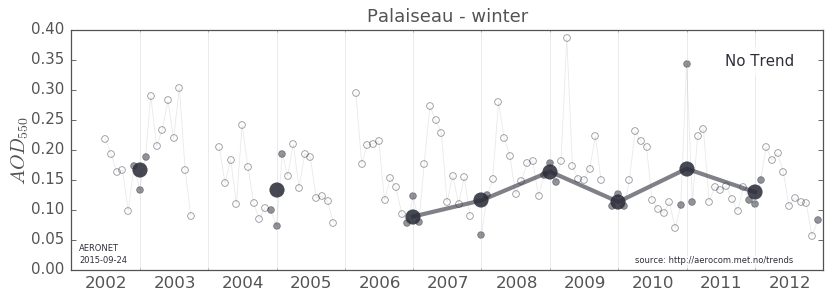 Palaiseau - winter
0.40
0.35
0.30
0.25
0.20
0.15
0.10
0.05
0.00
AOD550
No Trend
AERONET
2015-09-24
source: http://aerocom.met.no/trends
2002 2003 2004 2005 2006 2007 2008 2009 2010 2011 2012